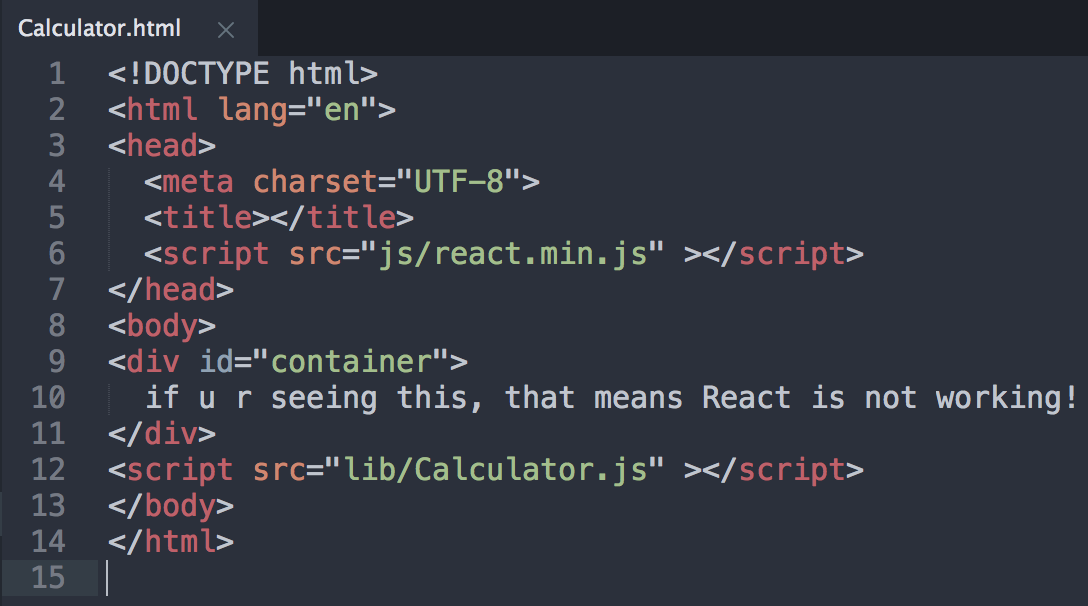 Calculator.html ×
1 <!DOCTYPE html>
2 <html lang="en">
3 <head>
4   <meta charset="UTF-8">
5   <title></title>
6   <script src="js/react.min.js" ></script>
7 </head>
8 <body>
9 <div id="container">
10   if u r seeing this, that means React is not working!
11 </div>
12 <script src="lib/Calculator.js" ></script>
13 </body>
14 </html>
15